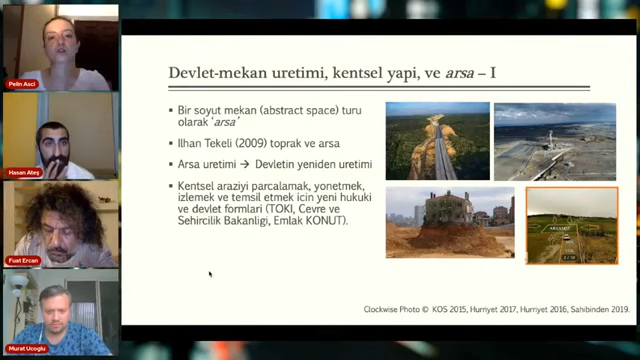 Pelin Asci
Hasan Ateş
Fuat Ercan
Murat Ucoglu
Devlet-mekan uretimi, kentsel yapi, ve arsa – I
▪ Bir soyut mekan (abstract space) turu
olarak ‘arsa’
▪ Ilhan Tekeli (2009) toprak ve arsa
▪ Arsa uretimi → Devletin yeniden uretimi
▪ Kentsel araziyi parcalamak, yonetmek,
izlemek ve temsil etmek icin yeni hukuki
ve devlet formlari (TOKI, Cevre ve
Sehircilik Bakanligi, Emlak KONUT).
Clockwise Photo © KOS 2015, Hurriyet 2017, Hurriyet 2016, Sahibinden 2019.